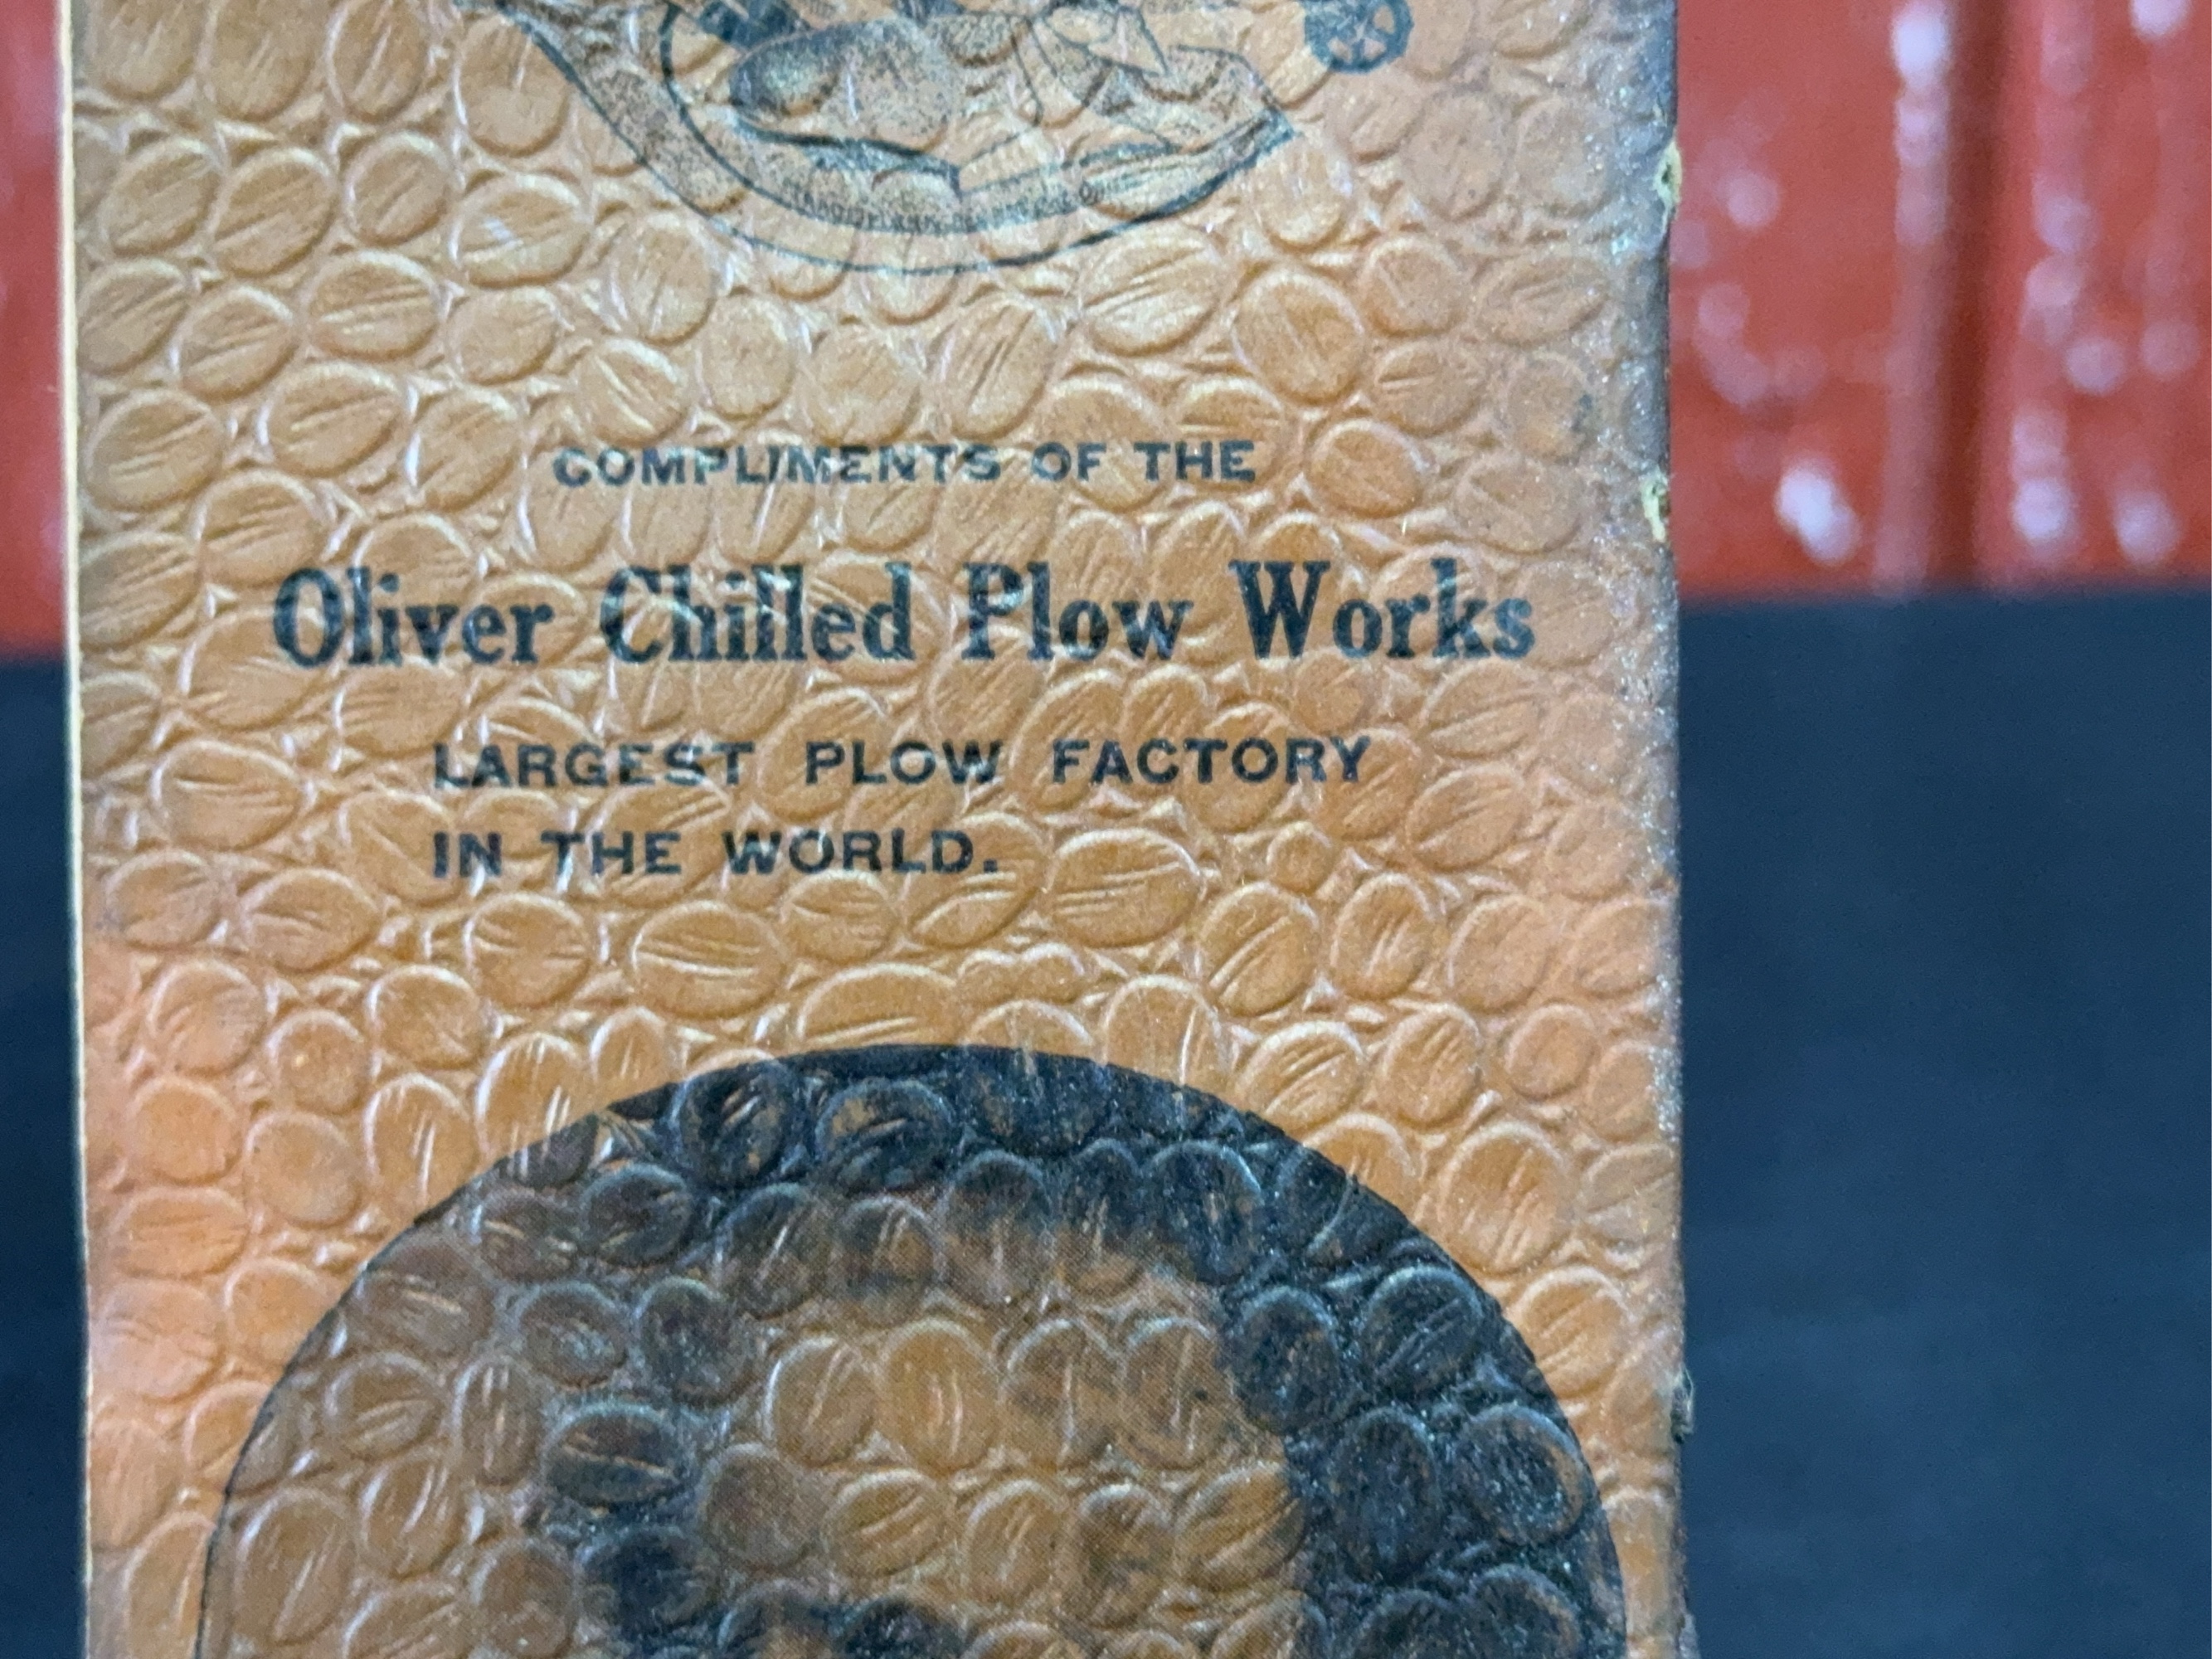 COMPLIMENTS OF THE
Oliver Chilled Plow Works
LARGEST PLOW FACTORY
IN THE WORLD.